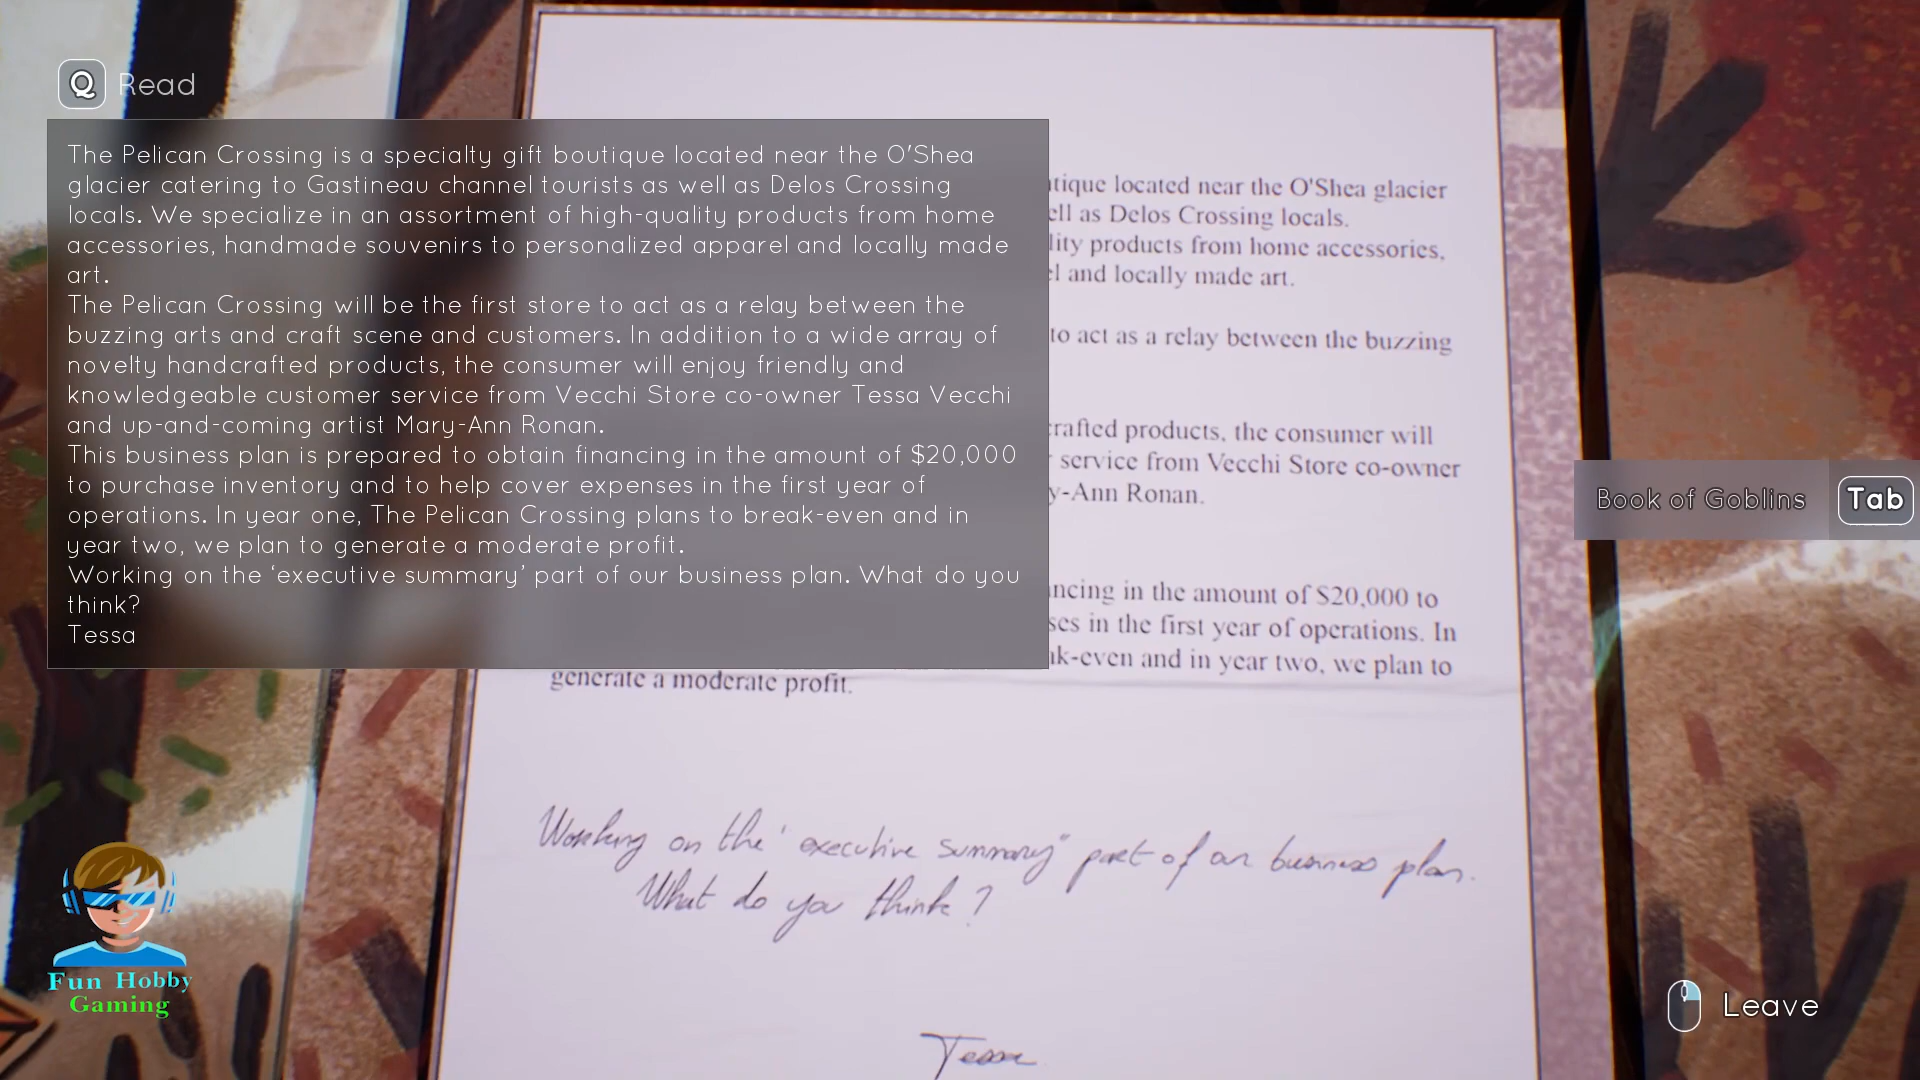 Q Read
The Pelican Crossing is a specialty gift boutique located near the O'Shea
glacier catering to Gastineau channel tourists as well as Delos Crossing
locals. We specialize in an assortment of high-quality products from home
accessories, handmade souvenirs to personalized apparel and locally made
art.
The Pelican Crossing will be the first store to act as a relay between the
buzzing arts and craft scene and customers. In addition to a wide array of
novelty handcrafted products, the consumer will enjoy friendly and
knowledgeable customer service from Vecchi Store co-owner Tessa Vecchi
and up-and-coming artist Mary-Ann Ronan.
This business plan is prepared to obtain financing in the amount of $20,000
to purchase inventory and to help cover expenses in the first year of
operations. In year one, The Pelican Crossing plans to break-even and in
year two, we plan to generate a moderate profit.
Working on the ‘executive summary’ part of our business plan. What do you
think?
Tessa
tique located near the O'Shea glacier
ell as Delos Crossing locals.
lity products from home accessories,
el and locally made art.
to act as a relay between the buzzing
crafted products, the consumer will
service from Vecchi Store co-owner
y-Ann Ronan.
ancing in the amount of $20,000 to
ses in the first year of operations. In
ak-even and in year two, we plan to
generate a moderate profit.
Working on the 'executive summary" part of our business plan.
What do you think?
Tessa
Book of Goblins Tab
Fun Hobby
Gaming
Leave